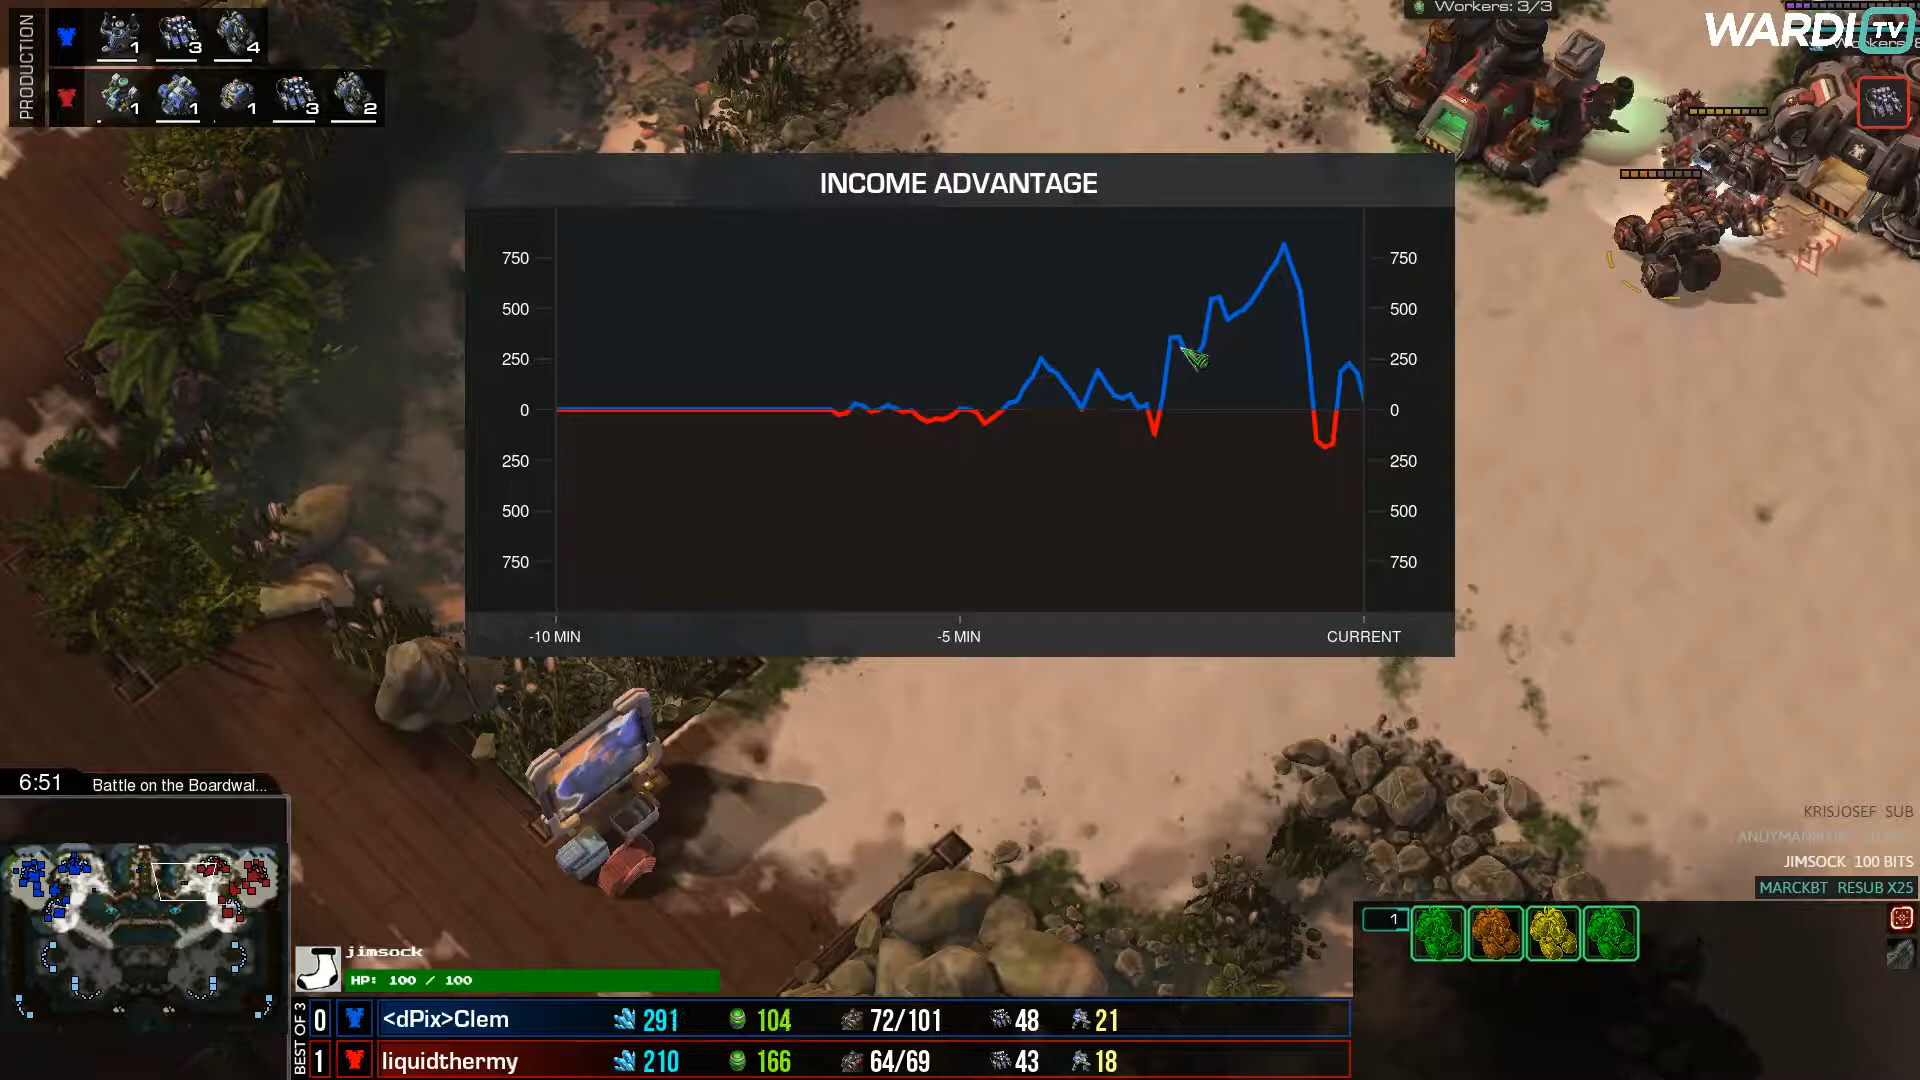 PRODUCTION
1 3 4
1 1 1 3 2
Workers: 3/3
WARDI TV
INCOME ADVANTAGE
750 750
500 500
250 250
0 0
250 250
500 500
750 750
-10 MIN -5 MIN CURRENT
6:51 Battle on the Boardwal...
KRISJOSEF SUB
JIMSOCK 100 BITS
MARCKBT RESUB X25
1
jimsock
HP: 100 / 100
BEST OF 3
0 <dPix>Clem 291 104 72/101 48 21
1 liquidthermy 210 166 64/69 43 18